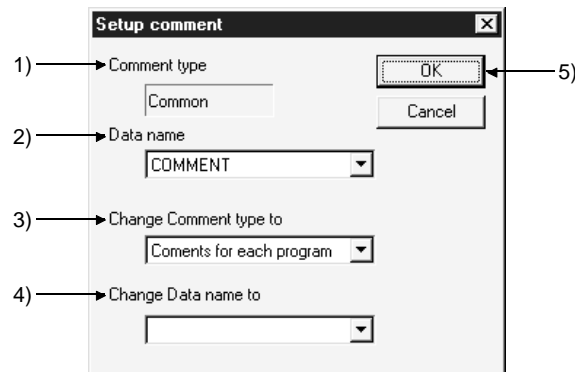 Setup comment
1) Comment type
OK
5)
Common
Cancel
2) Data name
COMMENT
3) Change Comment type to
Coments for each program
4) Change Data name to